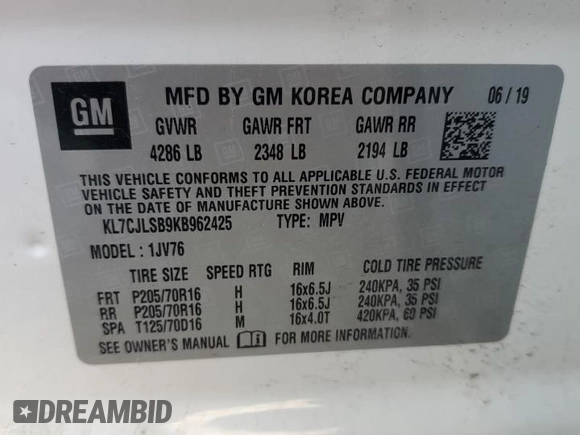 GM
MFD BY GM KOREA COMPANY 06/19
GVWR GAWR FRT GAWR RR
4286 LB 2348 LB 2194 LB
THIS VEHICLE CONFORMS TO ALL APPLICABLE U.S. FEDERAL MOTOR
VEHICLE SAFETY AND THEFT PREVENTION STANDARDS IN EFFECT ON
THE DATE OF MANUFACTURE SHOWN ABOVE.
KL7CJLSB9KB962425 TYPE: MPV
MODEL: 1JV76
TIRE SIZE SPEED RTG RIM COLD TIRE PRESSURE
FRT P205/70R16 H 16x6.5J 240KPA, 35 PSI
RR P205/70R16 H 16x6.5J 240KPA, 35 PSI
SPA T125/70D16 M 16x4.0T 420KPA, 60 PSI
SEE OWNER'S MANUAL FOR MORE INFORMATION.
DREAMBID